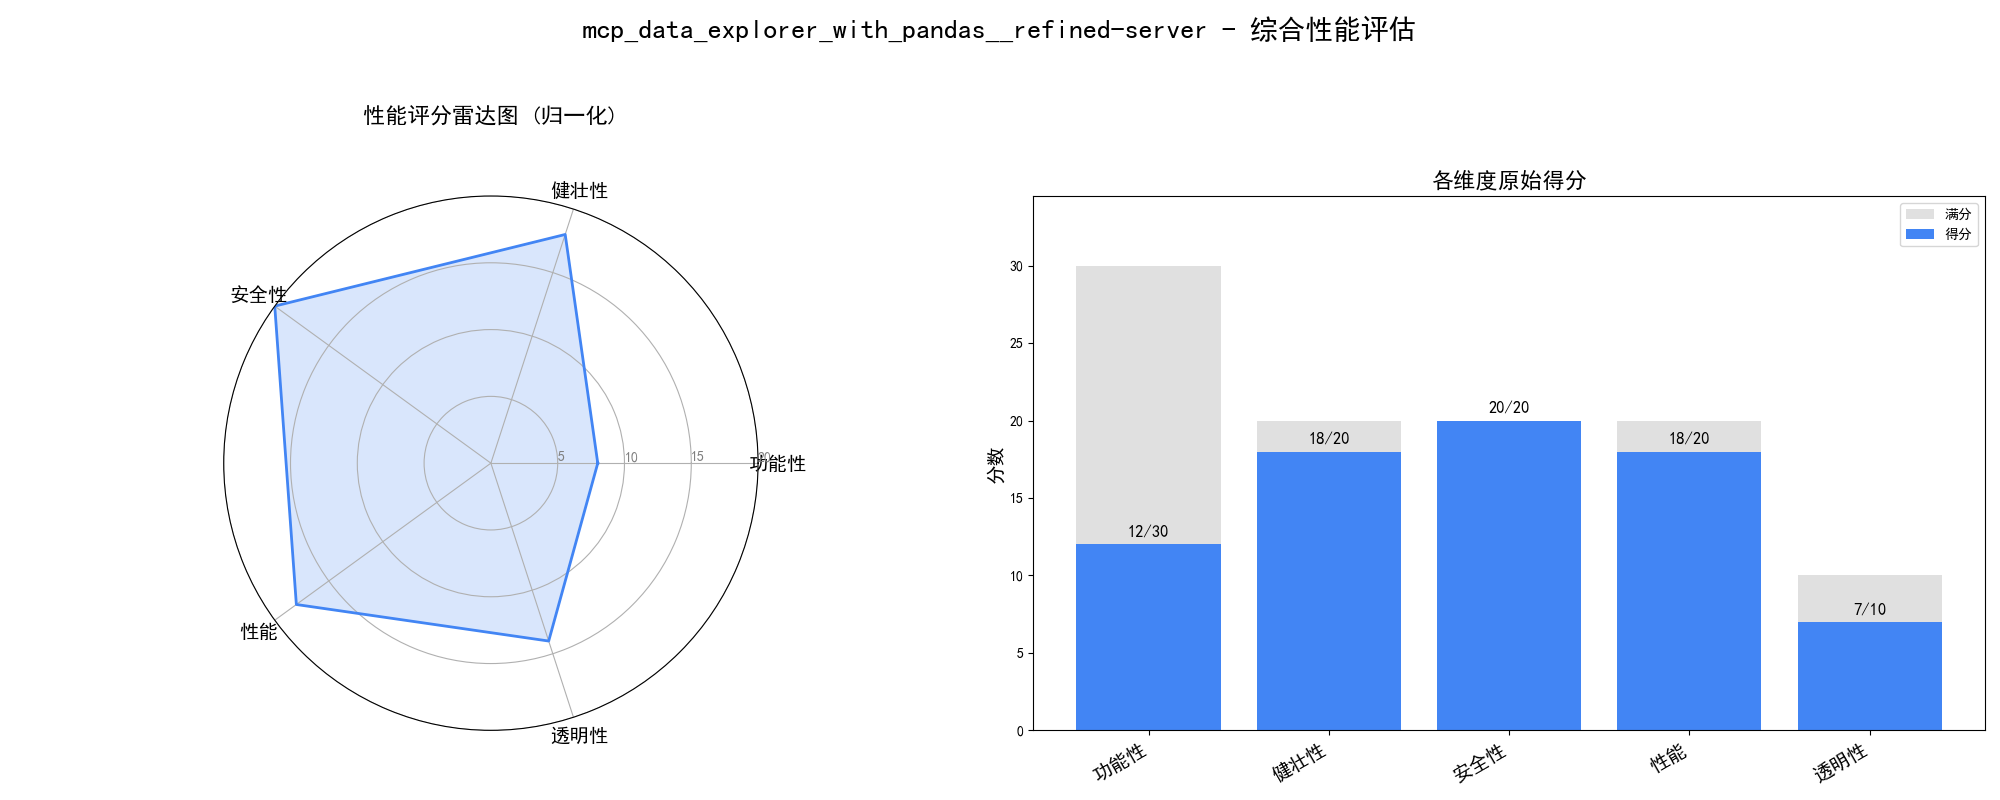 mcp_data_explorer_with_pandas__refined-server - 综合性能评估
性能评分雷达图 (归一化)
健壮性
安全性
功能性
5
10
15
20
性能
透明性
各维度原始得分
满分
得分
分数
30
25
20
15
10
5
0
12/30
18/20
20/20
18/20
7/10
功能性
健壮性
安全性
性能
透明性